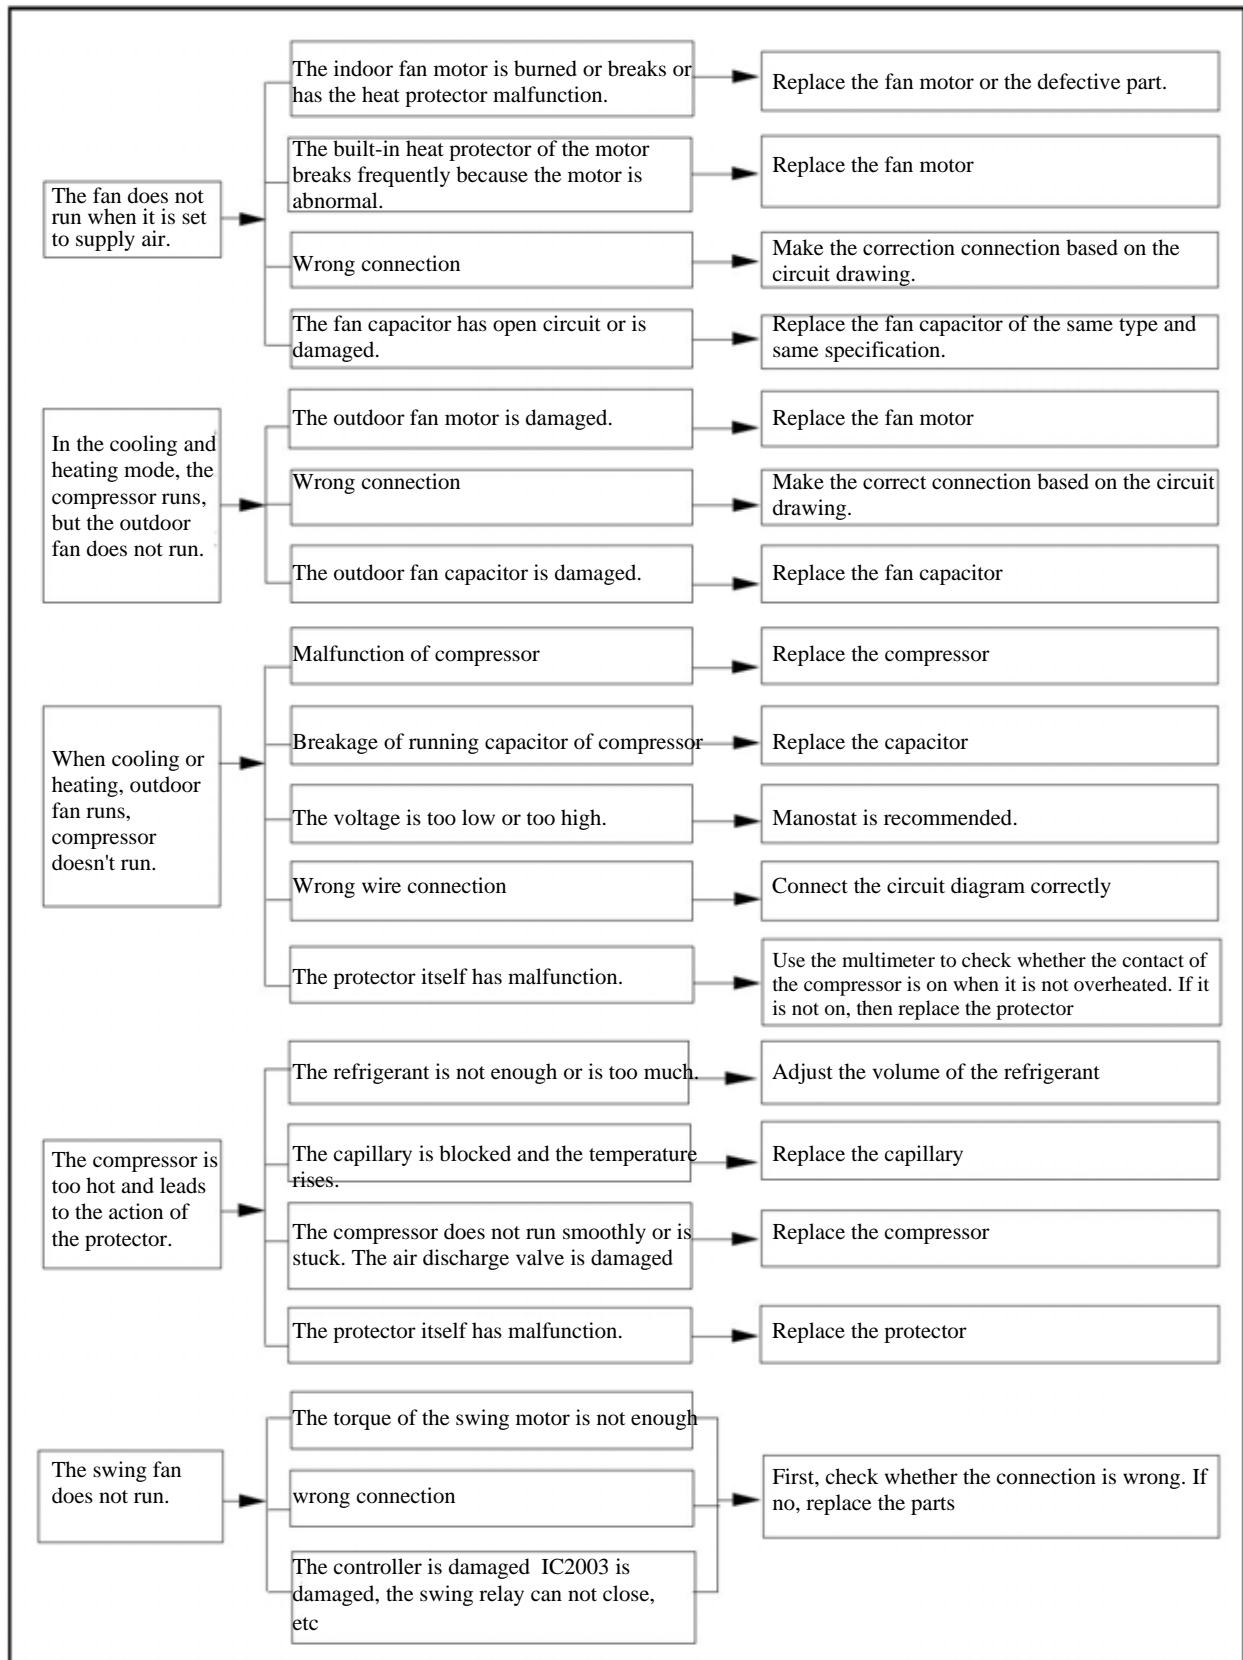 The indoor fan motor is burned or breaks or
has the heat protector malfunction.
Replace the fan motor or the defective part.
The built-in heat protector of the motor
breaks frequently because the motor is
abnormal.
Replace the fan motor
The fan does not
run when it is set
to supply air.
Wrong connection
Make the correction connection based on the
circuit drawing.
The fan capacitor has open circuit or is
damaged.
Replace the fan capacitor of the same type and
same specification.
In the cooling and
heating mode, the
compressor runs,
but the outdoor
fan does not run.
The outdoor fan motor is damaged.
Replace the fan motor
Wrong connection
Make the correct connection based on the circuit
drawing.
The outdoor fan capacitor is damaged.
Replace the fan capacitor
When cooling or
heating, outdoor
fan runs,
compressor
doesn't run.
Malfunction of compressor
Replace the compressor
Breakage of running capacitor of compressor
Replace the capacitor
The voltage is too low or too high.
Manostat is recommended.
Wrong wire connection
Connect the circuit diagram correctly
The protector itself has malfunction.
Use the multimeter to check whether the contact of
the compressor is on when it is not overheated. If it
is not on, then replace the protector
The compressor is
too hot and leads
to the action of
the protector.
The refrigerant is not enough or is too much.
Adjust the volume of the refrigerant
The capillary is blocked and the temperature
rises.
Replace the capillary
The compressor does not run smoothly or is
stuck. The air discharge valve is damaged
Replace the compressor
The protector itself has malfunction.
Replace the protector
The swing fan
does not run.
The torque of the swing motor is not enough
wrong connection
The controller is damaged  IC2003 is
damaged, the swing relay can not close,
etc
First, check whether the connection is wrong. If
no, replace the parts